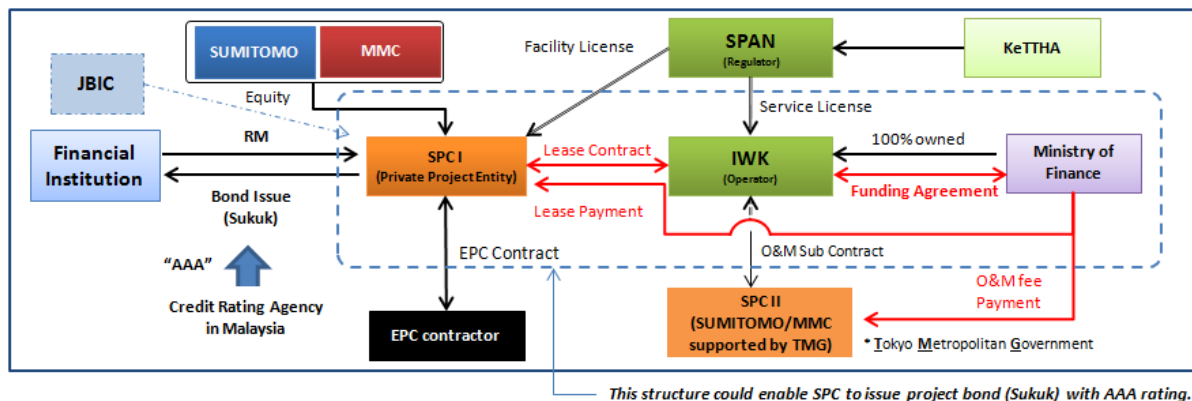 SUMITOMO
MMC
JBIC
Equity
Facility License
SPAN
(Regulator)
KeTTHA
Service License
Financial
Institution
RM
Bond Issue
(Sukuk)
SPC I
(Private Project Entity)
Lease Contract
Lease Payment
IWK
(Operator)
100% owned
Funding Agreement
Ministry of
Finance
"AAA"
Credit Rating Agency
in Malaysia
EPC Contract
O&M Sub Contract
O&M fee
Payment
EPC contractor
SPC II
(SUMITOMO/MMC
supported by TMG)
* Tokyo Metropolitan Government
This structure could enable SPC to issue project bond (Sukuk) with AAA rating.